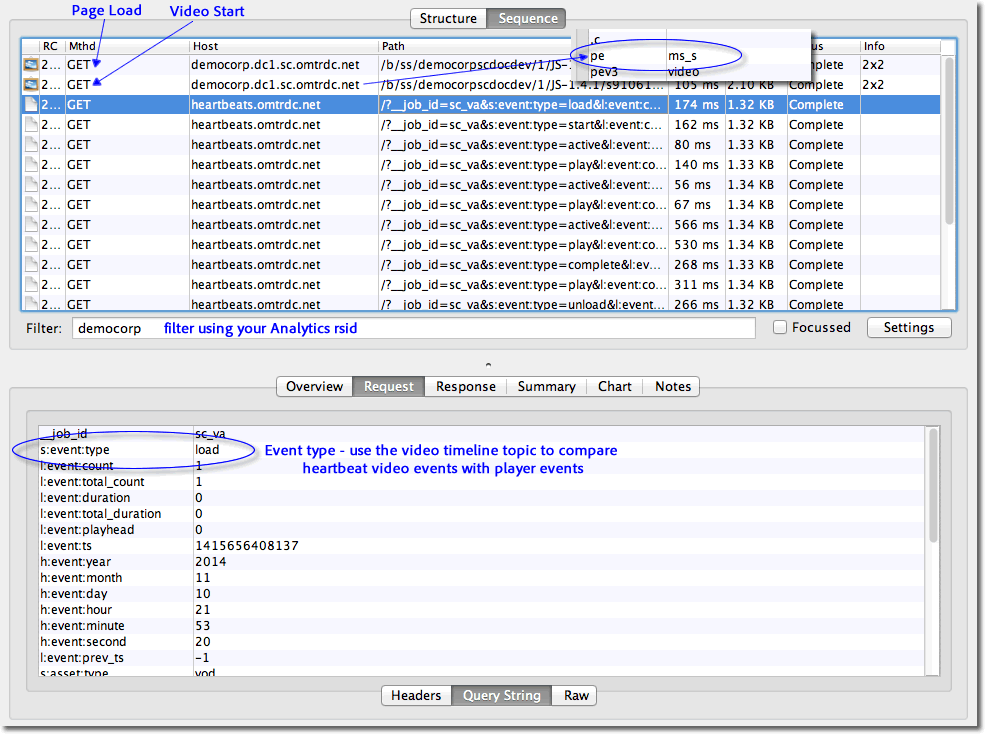 Page Load
Video Start
Structure Sequence
RC Mthd Host Path Info
.c
pe ms_s
pev3 video
2... GET democorp.dc1.sc.omtrdc.net /b/ss/democorpscdocdev/1/JS-1 Complete 2x2
2... GET democorp.dc1.sc.omtrdc.net /b/ss/democorpscdocdev/1/JS-1.4.1/s91061... 105 ms 2.10 KB Complete 2x2
2... GET heartbeats.omtrdc.net /?__job_id=sc_va&s:event:type=load&l:event:c... 174 ms 1.32 KB Complete
2... GET heartbeats.omtrdc.net /?__job_id=sc_va&s:event:type=start&l:event:c... 162 ms 1.32 KB Complete
2... GET heartbeats.omtrdc.net /?__job_id=sc_va&s:event:type=active&l:event:... 80 ms 1.33 KB Complete
2... GET heartbeats.omtrdc.net /?__job_id=sc_va&s:event:type=play&l:event:co... 140 ms 1.33 KB Complete
2... GET heartbeats.omtrdc.net /?__job_id=sc_va&s:event:type=active&l:event:... 56 ms 1.34 KB Complete
2... GET heartbeats.omtrdc.net /?__job_id=sc_va&s:event:type=play&l:event:co... 67 ms 1.34 KB Complete
2... GET heartbeats.omtrdc.net /?__job_id=sc_va&s:event:type=active&l:event:... 566 ms 1.34 KB Complete
2... GET heartbeats.omtrdc.net /?__job_id=sc_va&s:event:type=play&l:event:co... 530 ms 1.34 KB Complete
2... GET heartbeats.omtrdc.net /?__job_id=sc_va&s:event:type=complete&l:ev... 268 ms 1.33 KB Complete
2... GET heartbeats.omtrdc.net /?__job_id=sc_va&s:event:type=play&l:event:co... 311 ms 1.34 KB Complete
2... GET heartbeats.omtrdc.net /?__job_id=sc_va&s:event:type=unload&l:event... 266 ms 1.32 KB Complete
Filter: democorp filter using your Analytics rsid Focussed Settings
Overview Request Response Summary Chart Notes
__job_id sc_va
s:event:type load
l:event:count 1
Event type - use the video timeline topic to compare
heartbeat video events with player events
l:event:total_count 1
l:event:duration 0
l:event:total_duration 0
l:event:playhead 0
l:event:ts 1415656408137
h:event:year 2014
h:event:month 11
h:event:day 10
h:event:hour 21
h:event:minute 53
h:event:second 20
l:event:prev_ts -1
s:asset:type vod
Headers Query String Raw